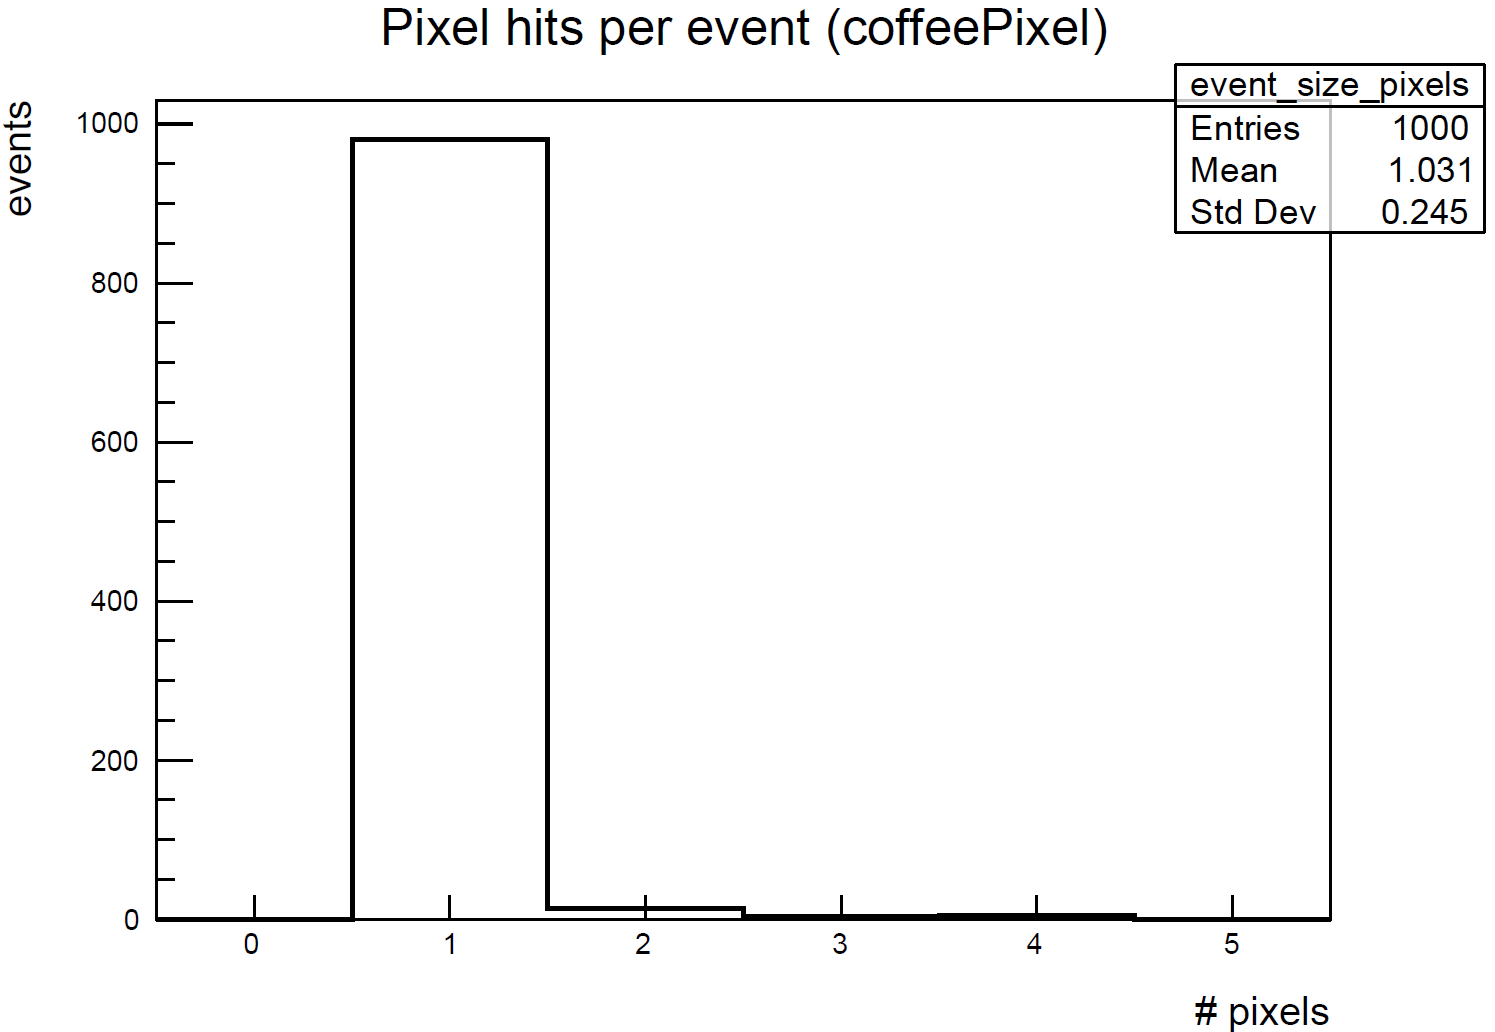 Pixel hits per event (coffeePixel)
event_size_pixels
Entries 1000
Mean 1.031
Std Dev 0.245
events
1000
800
600
400
200
0
0 1 2 3 4 5
# pixels